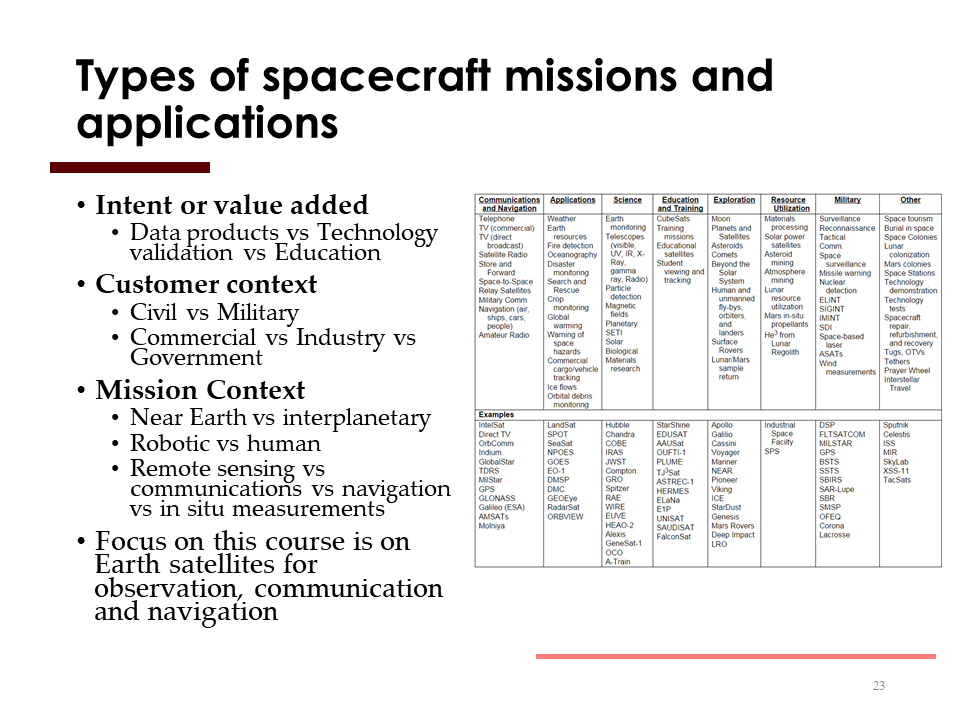 Types of spacecraft missions and
applications
• Intent or value added
• Data products vs Technology
validation vs Education
• Customer context
• Civil vs Military
• Commercial vs Industry vs
Government
• Mission Context
• Near Earth vs interplanetary
• Robotic vs human
• Remote sensing vs
communications vs navigation
vs in situ measurements
• Focus on this course is on
Earth satellites for
observation, communication
and navigation
Communications
and Navigation
Telephone
TV (commercial)
TV (direct
broadcast)
Satellite Radio
Store and
Forward
Space-to-Space
Relay Satellites
Military Comm
Navigation (air,
ships, cars,
people)
Amateur Radio
Applications
Weather
Earth
resources
Fire detection
Oceanography
Disaster
monitoring
Search and
Rescue
Crop
monitoring
Global
warming
Warning of
space
hazards
Commercial
cargo/vehicle
tracking
Ice flows
Orbital debris
monitoring
Science
Earth
monitoring
Telescopes
(visible,
UV, IR, X-
Ray,
gamma
ray, Radio)
Particle
detection
Magnetic
fields
Planetary
SETI
Solar
Biological
Materials
research
Education
and Training
CubeSats
Training
missions
Educational
satellites
Student
viewing and
tracking
Exploration
Moon
Planets and
Satellites
Asteroids
Comets
Beyond the
Solar
System
Human and
unmanned
fly-bys,
orbiters,
and
landers
Surface
Rovers
Lunar/Mars
sample
return
Resource
Utilization
Materials
processing
Solar power
satellites
Asteroid
mining
Atmosphere
mining
Lunar
resource
utilization
Mars in-situ
propellants
He3 from
Lunar
Regolith
Military
Surveillance
Reconnaissance
Tactical
Comm.
Space
surveillance
Missile warning
Nuclear
detection
ELINT
SIGINT
IMINT
SDI
Space-based
laser
ASATs
Wind
measurements
Other
Space tourism
Burial in space
Space Colonies
Lunar
colonization
Mars colonies
Space Stations
Technology
demonstration
Technology
tests
Spacecraft
repair,
refurbishment,
and recovery
Tugs, OTVs
Tethers
Prayer Wheel
Interstellar
Travel
Examples
IntelSat
Direct TV
OrbComm
Iridium
GlobalStar
TDRS
MilStar
GPS
GLONASS
Galileo (ESA)
AMSATs
Molniya
LandSat
SPOT
SeaSat
NPOES
GOES
EO-1
DMSP
DMC
GEOEye
RadarSat
ORBVIEW
Hubble
Chandra
COBE
IRAS
JWST
Compton
GRO
Spitzer
RAE
WIRE
EUVE
HEAO-2
Alexis
GeneSat-1
OCO
A-Train
StarShine
EDUSAT
AAUSat
OUFTI-1
PLUME
TJ3Sat
ASTREC-1
HERMES
ELaNa
E1P
UNISAT
SAUDISAT
FalconSat
Apollo
Galilio
Cassini
Voyager
Mariner
NEAR
Pioneer
Viking
ICE
StarDust
Genesis
Mars Rovers
Deep Impact
LRO
Industrial
Space
Facilty
SPS
DSP
FLTSATCOM
MILSTAR
GPS
BSTS
SSTS
SBIRS
SAR-Lupe
SBR
SMSP
OFEQ
Corona
Lacrosse
Sputnik
Celestis
ISS
MIR
SkyLab
XSS-11
TacSats
23